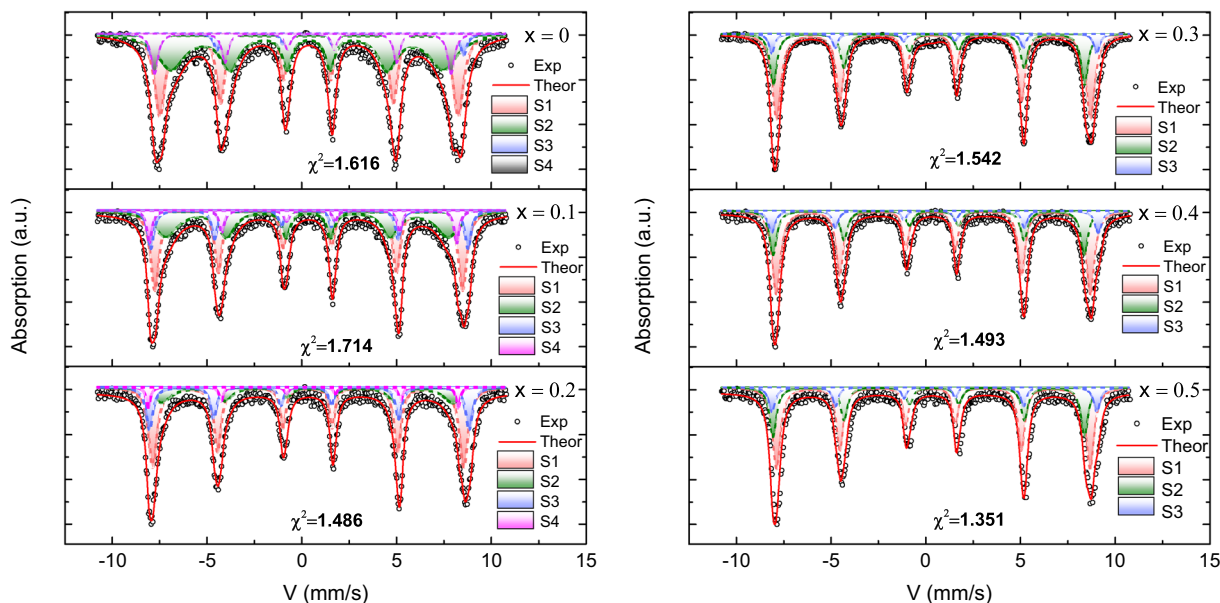 x = 0
Exp
Theor
S1
S2
S3
S4
χ²=1.616
x = 0.1
Exp
Theor
S1
S2
S3
S4
χ²=1.714
x = 0.2
Exp
Theor
S1
S2
S3
S4
χ²=1.486
Absorption (a.u.)
-10 -5 0 5 10 15
V (mm/s)
x = 0.3
Exp
Theor
S1
S2
S3
χ²=1.542
x = 0.4
Exp
Theor
S1
S2
S3
χ²=1.493
x = 0.5
Exp
Theor
S1
S2
S3
χ²=1.351
Absorption (a.u.)
-10 -5 0 5 10 15
V (mm/s)